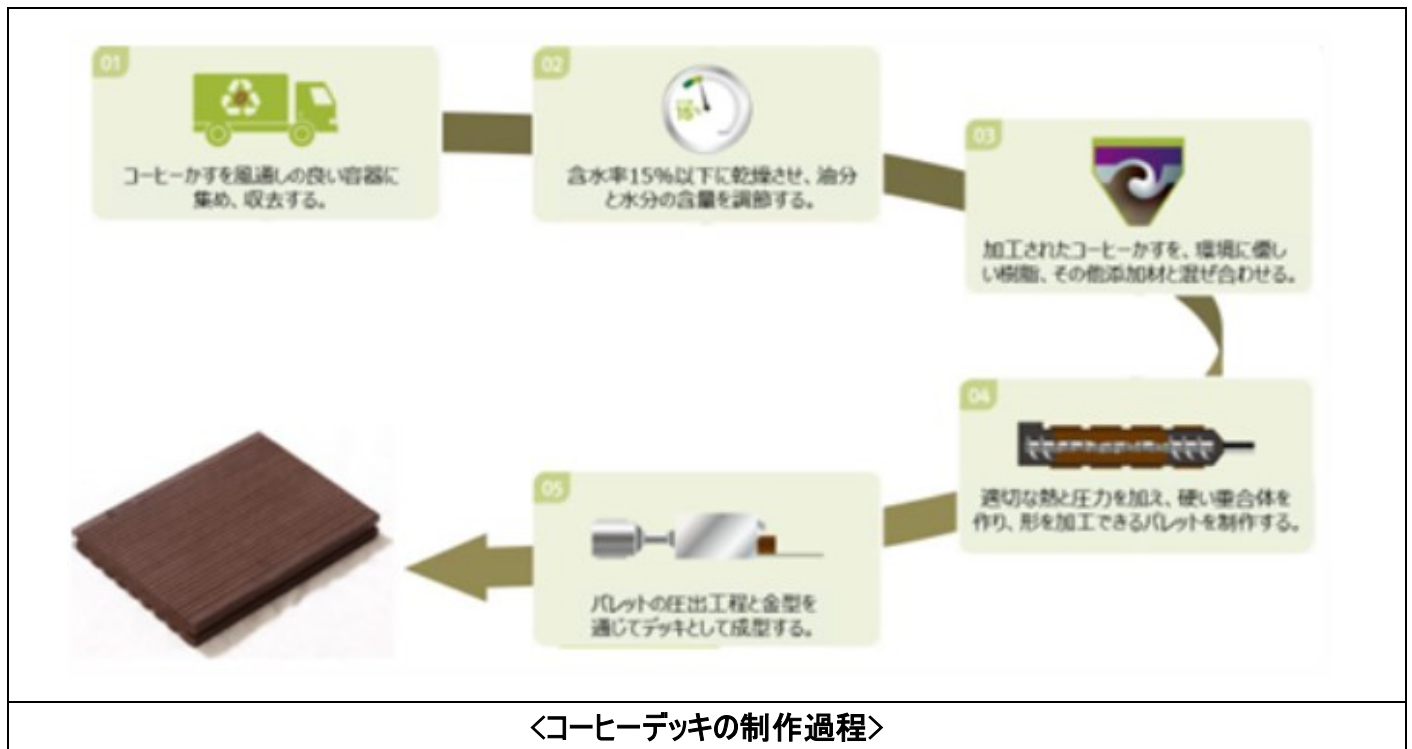 01
コーヒーかすを風通しの良い容器に
集め、収去する。
02
15%
含水率15%以下に乾燥させ、油分
と水分の含量を調節する。
03
加工されたコーヒーかすを、環境に優し
い樹脂、その他添加材と混ぜ合わせる。
04
適切な熱と圧力を加え、硬い重合体を
作り、形を加工できるパレットを制作する。
05
パレットの圧出工程と金型を
通じてデッキとして成型する。
<コーヒーデッキの制作過程>